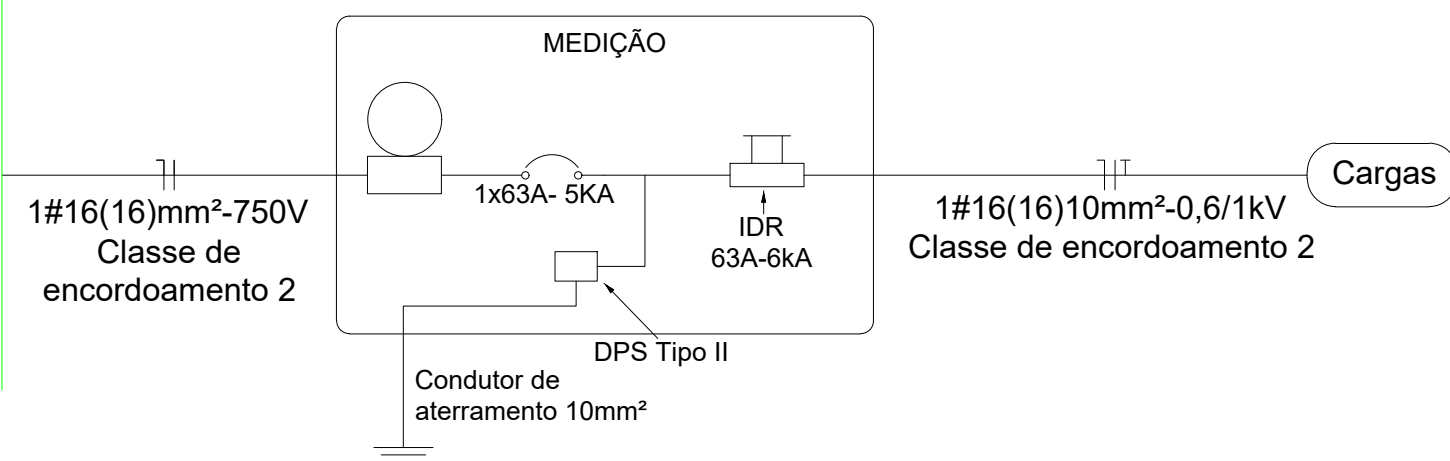 MEDIÇÃO
1#16(16)mm²-750V
Classe de
encordoamento 2
1x63A- 5KA
IDR
63A-6kA
DPS Tipo II
Condutor de
aterramento 10mm²
1#16(16)10mm²-0,6/1kV
Classe de encordoamento 2
Cargas